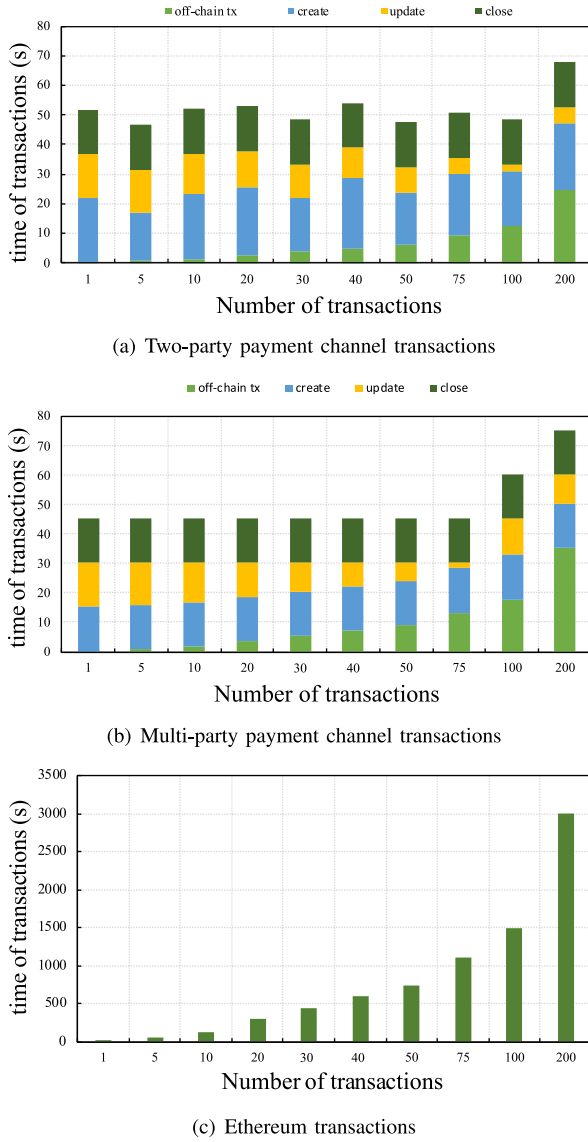 off-chain tx create update close
80
70
60
50
40
30
20
10
0
time of transactions (s)
1 5 10 20 30 40 50 75 100 200
Number of transactions
(a) Two-party payment channel transactions
off-chain tx create update close
80
70
60
50
40
30
20
10
0
time of transactions (s)
1 5 10 20 30 40 50 75 100 200
Number of transactions
(b) Multi-party payment channel transactions
3500
3000
2500
2000
1500
1000
500
0
time of transactions (s)
1 5 10 20 30 40 50 75 100 200
Number of transactions
(c) Ethereum transactions